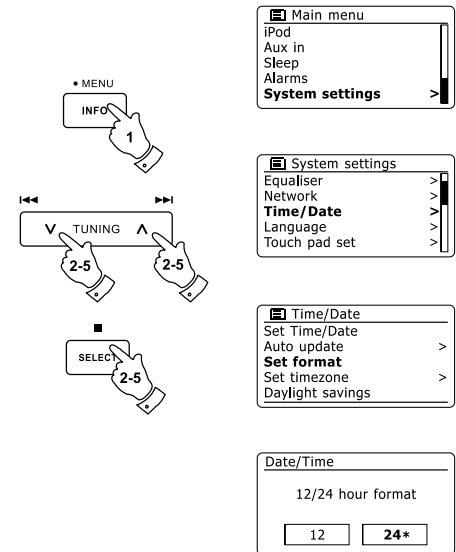 • MENU
INFO
1
TUNING
2-5
2-5
SELECT
2-5
Main menu
iPod
Aux in
Sleep
Alarms
System settings >
System settings
Equaliser >
Network >
Time/Date >
Language >
Touch pad set >
Time/Date
Set Time/Date
Auto update >
Set format
Set timezone >
Daylight savings
Date/Time
12/24 hour format
12
24*